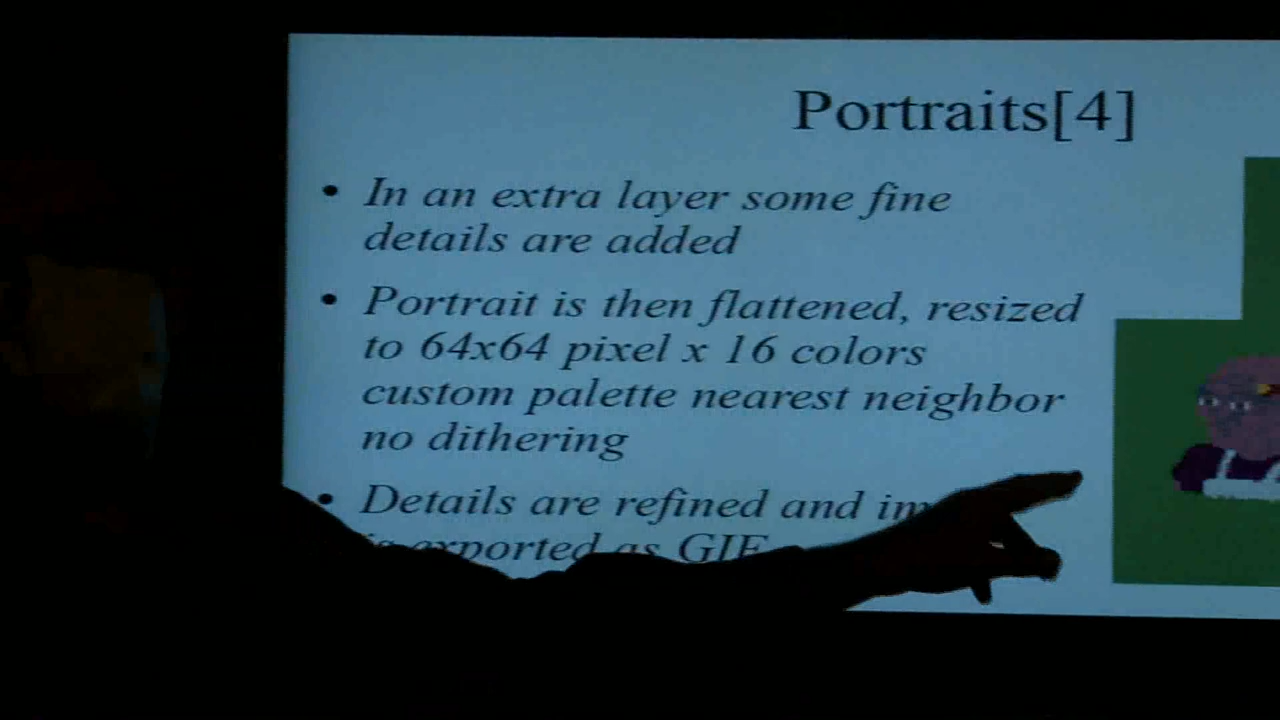 Portraits[4]
• In an extra layer some fine
details are added
• Portrait is then flattened, resized
to 64x64 pixel x 16 colors
custom palette nearest neighbor
no dithering
• Details are refined and
exported as GIF